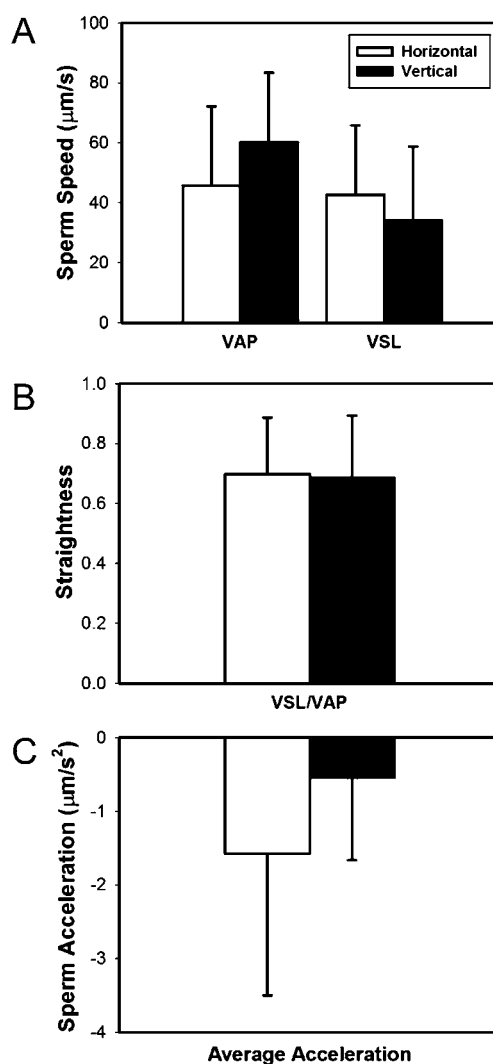 A
Sperm Speed (μm/s)
100
80
60
40
20
0
Horizontal
Vertical
VAP
VSL
B
Straightness
1.0
0.8
0.6
0.4
0.2
0.0
VSL/VAP
C
Sperm Acceleration (μm/s²)
0
-1
-2
-3
-4
Average Acceleration